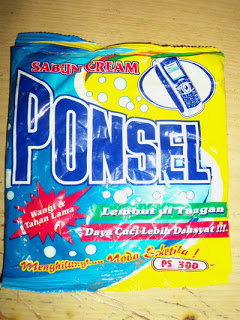 SABUN CREAM
PONSEL
Wangi &
Tahan Lama
Lembut di Tangan
Daya Cuci Lebih Dahsyat !!!
Menghilangkan Noda Seketika !
PS 300